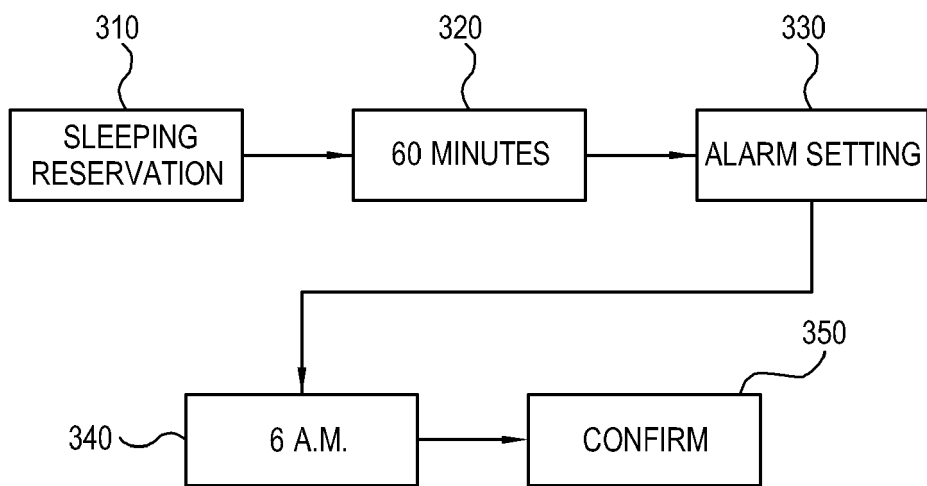 310
320
330
SLEEPING
RESERVATION
60 MINUTES
ALARM SETTING
350
340
6 A.M.
CONFIRM